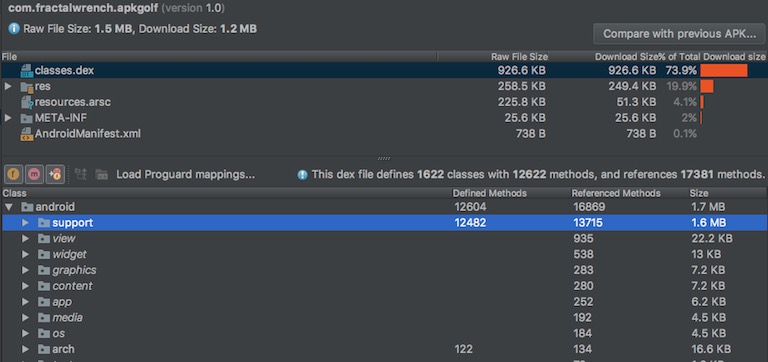 com.fractalwrench.apkgolf (version 1.0)
Raw File Size: 1.5 MB, Download Size: 1.2 MB
Compare with previous APK...
File Raw File Size Download Size % of Total Download size
classes.dex 926.6 KB 926.6 KB 73.9%
res 258.5 KB 249.4 KB 19.9%
resources.arsc 225.8 KB 51.3 KB 4.1%
META-INF 25.6 KB 25.6 KB 2%
AndroidManifest.xml 738 B 738 B 0.1%
f m Load Proguard mappings... This dex file defines 1622 classes with 12622 methods, and references 17381 methods.
Class Defined Methods Referenced Methods Size
android 12604 16869 1.7 MB
support 12482 13715 1.6 MB
view 935 22.2 KB
widget 538 13 KB
graphics 283 7.2 KB
content 280 7.2 KB
app 252 6.2 KB
media 192 4.5 KB
os 184 4.5 KB
arch 122 134 16.6 KB